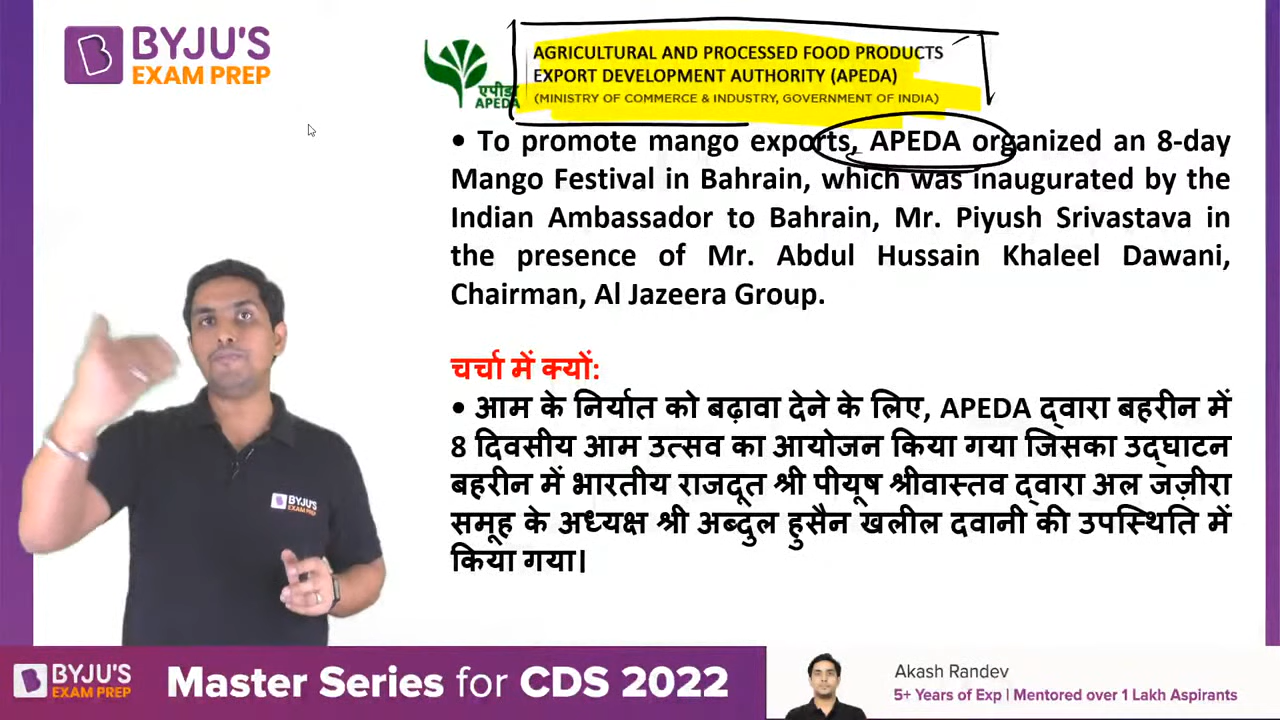 BYJU'S
EXAM PREP
एपीडा
APEDA
AGRICULTURAL AND PROCESSED FOOD PRODUCTS
EXPORT DEVELOPMENT AUTHORITY (APEDA)
(MINISTRY OF COMMERCE & INDUSTRY, GOVERNMENT OF INDIA)
• To promote mango exports, APEDA organized an 8-day
Mango Festival in Bahrain, which was inaugurated by the
Indian Ambassador to Bahrain, Mr. Piyush Srivastava in
the presence of Mr. Abdul Hussain Khaleel Dawani,
Chairman, Al Jazeera Group.
चर्चा में क्यों:
• आम के निर्यात को बढ़ावा देने के लिए, APEDA द्वारा बहरीन में
8 दिवसीय आम उत्सव का आयोजन किया गया जिसका उद्घाटन
बहरीन में भारतीय राजदूत श्री पीयूष श्रीवास्तव द्वारा अल जज़ीरा
समूह के अध्यक्ष श्री अब्दुल हुसैन खलील दवानी की उपस्थिति में
किया गया।
BYJU'S
EXAM PREP
BYJU'S
EXAM PREP
Master Series for CDS 2022
Akash Randev
5+ Years of Exp | Mentored over 1 Lakh Aspirants